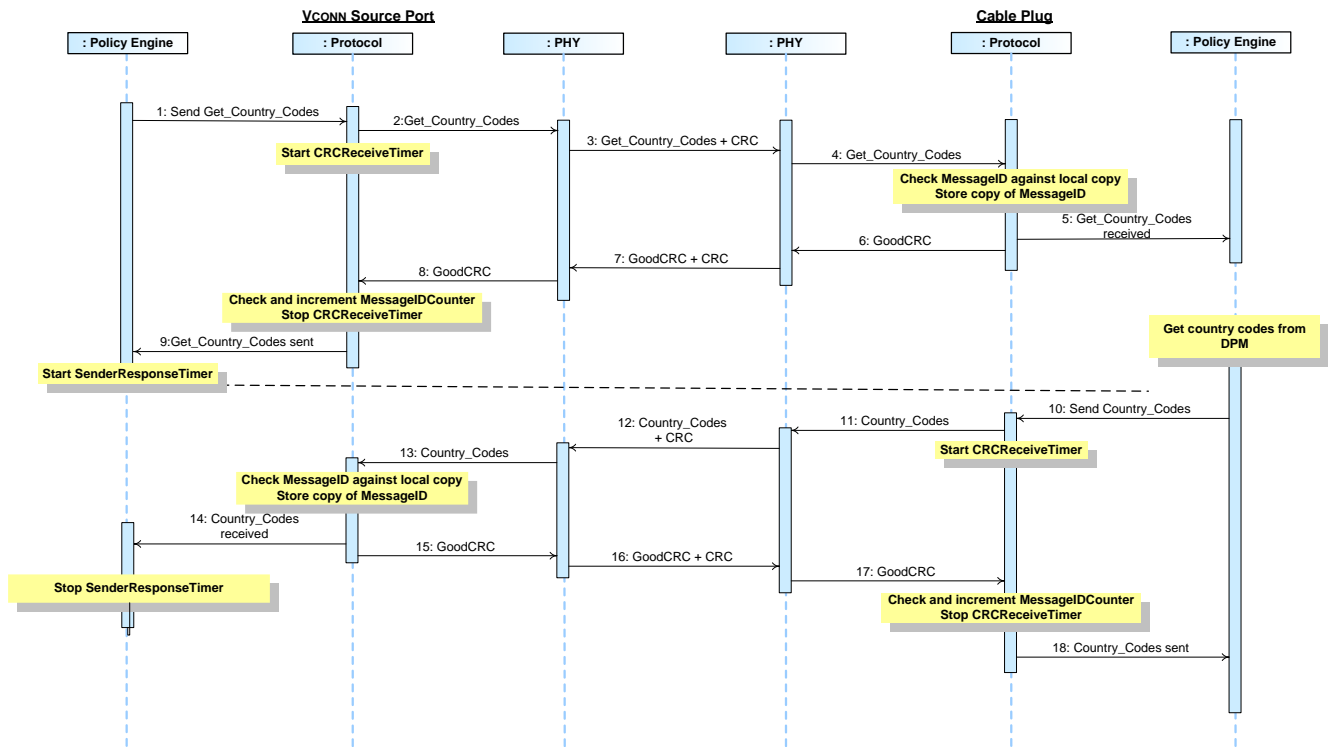 VCONN Source Port
Cable Plug
: Policy Engine
: Protocol
: PHY
: PHY
: Protocol
: Policy Engine
1: Send Get_Country_Codes
2:Get_Country_Codes
Start CRCReceiveTimer
3: Get_Country_Codes + CRC
4: Get_Country_Codes
Check MessageID against local copy
Store copy of MessageID
5: Get_Country_Codes
received
6: GoodCRC
7: GoodCRC + CRC
8: GoodCRC
Check and increment MessageIDCounter
Stop CRCReceiveTimer
9:Get_Country_Codes sent
Start SenderResponseTimer
Get country codes from
DPM
10: Send Country_Codes
11: Country_Codes
Start CRCReceiveTimer
12: Country_Codes
+ CRC
13: Country_Codes
Check MessageID against local copy
Store copy of MessageID
14: Country_Codes
received
15: GoodCRC
16: GoodCRC + CRC
17: GoodCRC
Stop SenderResponseTimer
Check and increment MessageIDCounter
Stop CRCReceiveTimer
18: Country_Codes sent